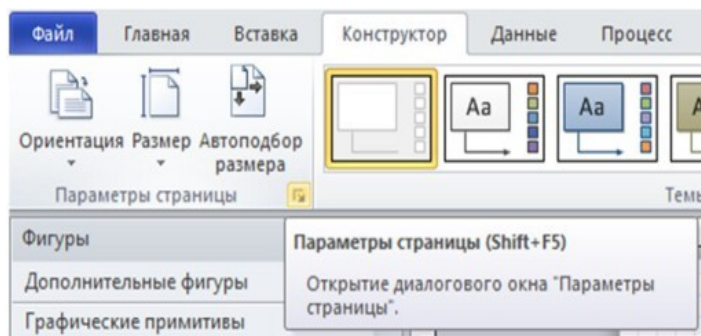 Файл Главная Вставка Конструктор Данные Процесс
Aa Aa
Ориентация Размер Автоподбор размера
Параметры страницы
Темы
Фигуры
Параметры страницы (Shift+F5)
Дополнительные фигуры
Открытие диалогового окна "Параметры
страницы".
Графические примитивы